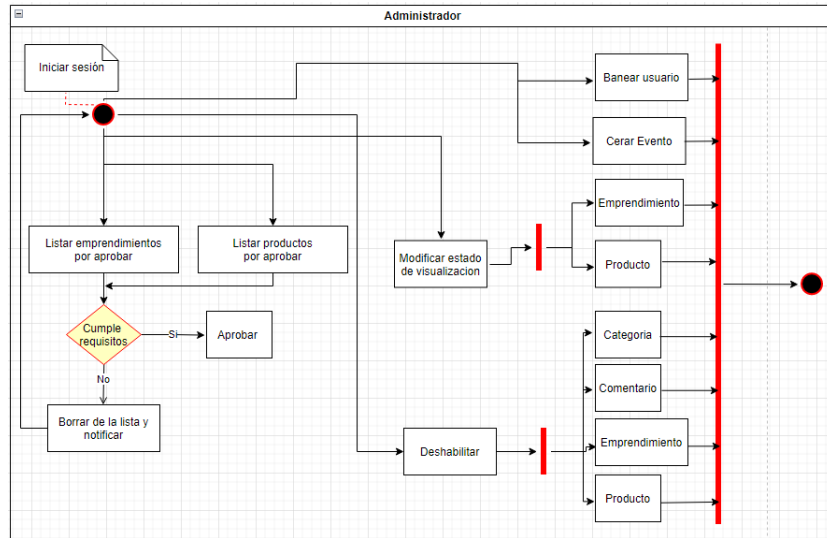 Administrador
Iniciar sesión
Banear usuario
Cerar Evento
Emprendimiento
Listar emprendimientos
por aprobar
Listar productos
por aprobar
Modificar estado
de visualizacion
Producto
Cumple
requisitos
Si
Aprobar
Categoria
No
Comentario
Borrar de la lista y
notificar
Deshabilitar
Emprendimiento
Producto